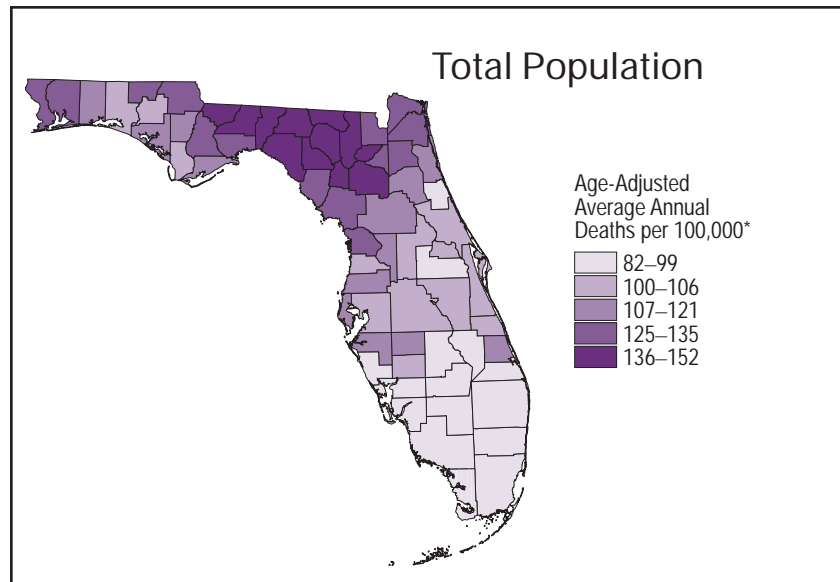 Total Population
Age-Adjusted
Average Annual
Deaths per 100,000*
82–99
100–106
107–121
125–135
136–152